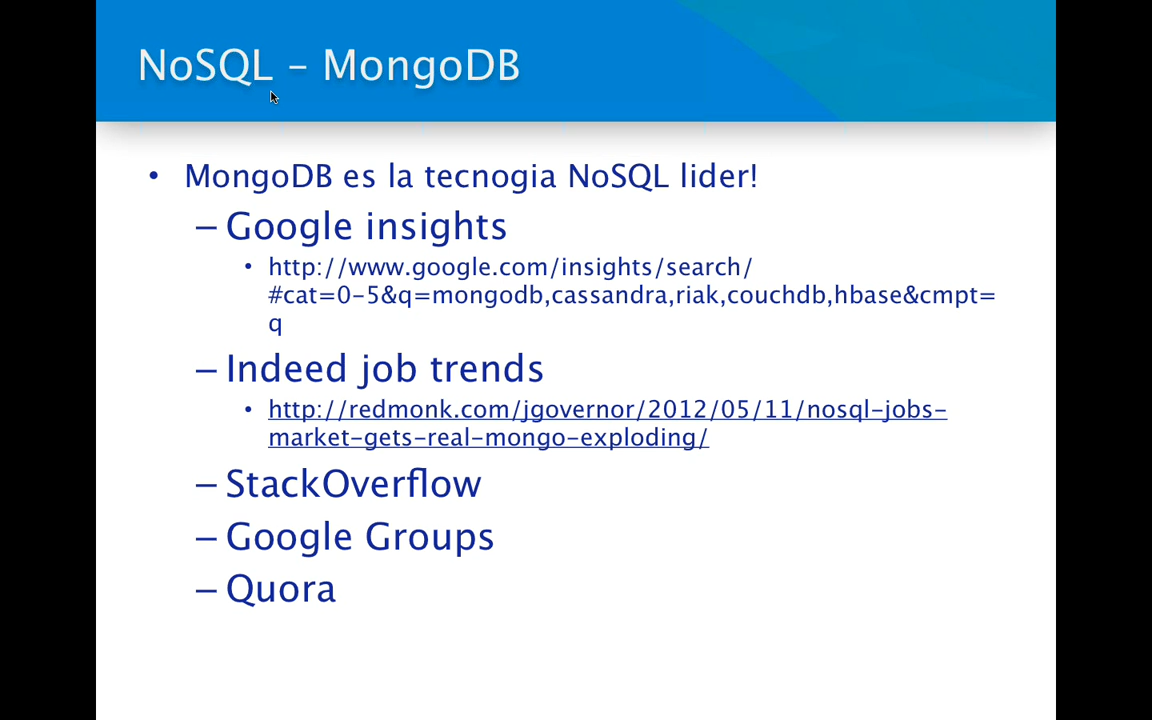 NoSQL – MongoDB
• MongoDB es la tecnogia NoSQL lider!
– Google insights
• http://www.google.com/insights/search/
#cat=0-5&q=mongodb,cassandra,riak,couchdb,hbase&cmpt=
q
– Indeed job trends
• http://redmonk.com/jgovernor/2012/05/11/nosql-jobs-
market-gets-real-mongo-exploding/
– StackOverflow
– Google Groups
– Quora